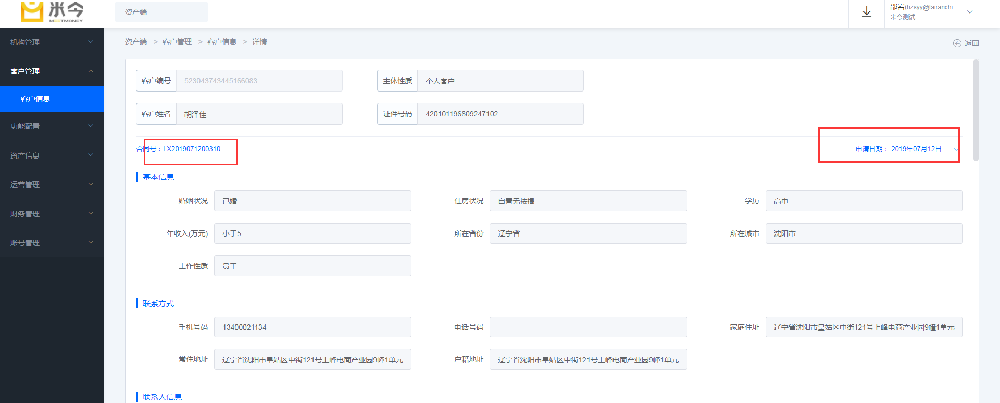 米今
MEETMONEY
资产端
邵岩(hzsyy@tairanchi...
米今测试
机构管理
客户管理
客户信息
功能配置
资产信息
运营管理
财务管理
账号管理
资产端 > 客户管理 > 客户信息 > 详情
返回
客户编号 523043743445166083 主体性质 个人客户
客户姓名 胡泽佳 证件号码 420101196809247102
合同号：LX2019071200310 申请日期： 2019年07月12日
基本信息
婚姻状况 已婚 住房状况 自置无按揭 学历 高中
年收入(万元) 小于5 所在省份 辽宁省 所在城市 沈阳市
工作性质 员工
联系方式
手机号码 13400021134 电话号码 家庭住址 辽宁省沈阳市皇姑区中街121号上峰电商产业园9幢1单元
常住地址 辽宁省沈阳市皇姑区中街121号上峰电商产业园9幢1单元 户籍地址 辽宁省沈阳市皇姑区中街121号上峰电商产业园9幢1单元
联系人信息